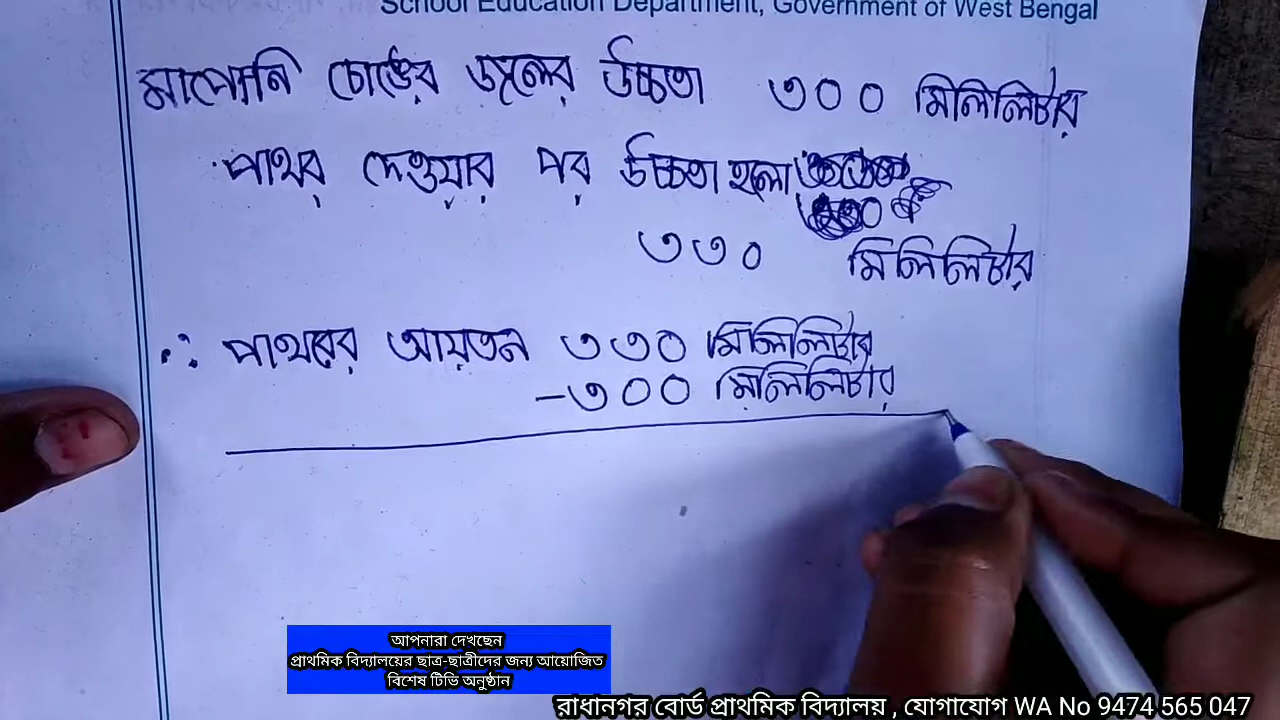 School Education Department, Government of West Bengal
মাপোনি চোঙের জলের উচ্চতা ৩০০ মিলিলিটার
পাথর দেওয়ার পর উচ্চতা হলো
৩৩০ মিলিলিটার
∴ পাথরের আয়তন ৩৩০ মিলিলিটার
-৩০০ মিলিলিটার
আপনারা দেখছেন
প্রাথমিক বিদ্যালয়ের ছাত্র-ছাত্রীদের জন্য আয়োজিত
বিশেষ টিভি অনুষ্ঠান
রাধানগর বোর্ড প্রাথমিক বিদ্যালয় , যোগাযোগ WA No 9474 565 047